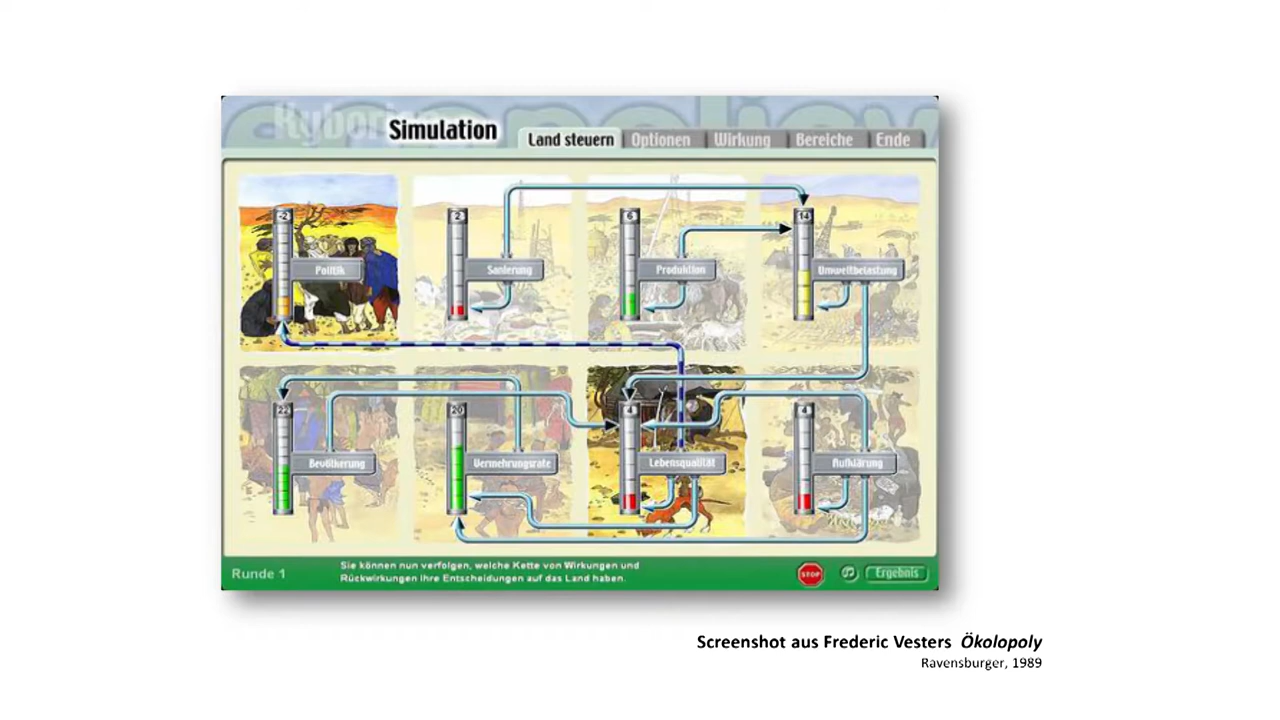 Simulation
Land steuern
Optionen
Wirkung
Bereiche
Ende
-2
2
6
14
Politik
Sanierung
Produktion
Umweltbelastung
22
20
4
4
Bevölkerung
Vermehrungsrate
Lebensqualität
Aufklärung
Runde 1
Sie können nun verfolgen, welche Kette von Wirkungen und
Rückwirkungen Ihre Entscheidungen auf das Land haben.
STOP
Ergebnis
Screenshot aus Frederic Vesters Ökolopoly
Ravensburger, 1989